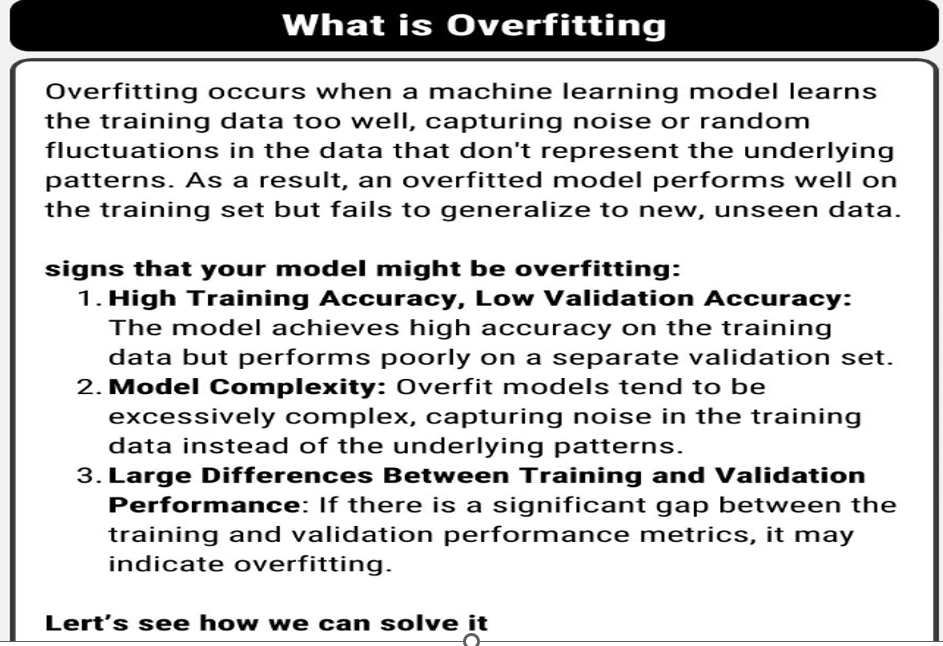 What is Overfitting
Overfitting occurs when a machine learning model learns
the training data too well, capturing noise or random
fluctuations in the data that don't represent the underlying
patterns. As a result, an overfitted model performs well on
the training set but fails to generalize to new, unseen data.
signs that your model might be overfitting:
1. High Training Accuracy, Low Validation Accuracy:
The model achieves high accuracy on the training
data but performs poorly on a separate validation set.
2. Model Complexity: Overfit models tend to be
excessively complex, capturing noise in the training
data instead of the underlying patterns.
3. Large Differences Between Training and Validation
Performance: If there is a significant gap between the
training and validation performance metrics, it may
indicate overfitting.
Lert's see how we can solve it